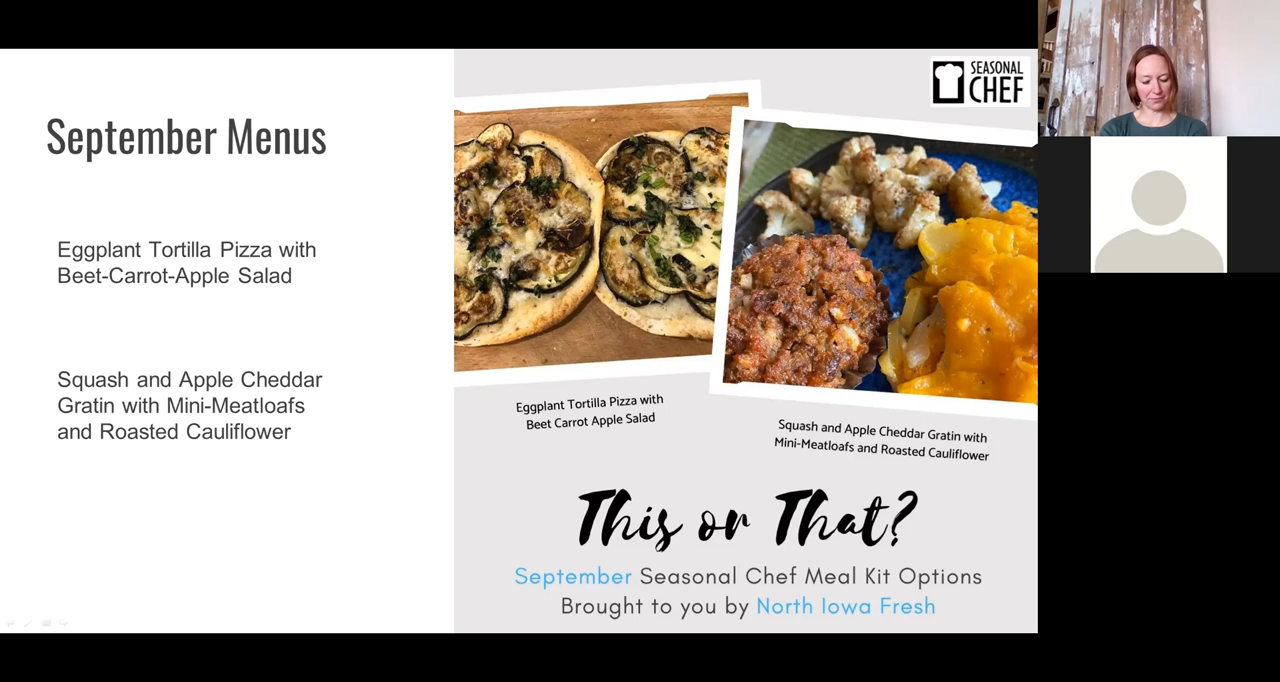 September Menus
Eggplant Tortilla Pizza with
Beet-Carrot-Apple Salad
Squash and Apple Cheddar
Gratin with Mini-Meatloafs
and Roasted Cauliflower
SEASONAL
CHEF
Eggplant Tortilla Pizza with
Beet Carrot Apple Salad
Squash and Apple Cheddar Gratin with
Mini-Meatloafs and Roasted Cauliflower
This or That?
September Seasonal Chef Meal Kit Options
Brought to you by North Iowa Fresh